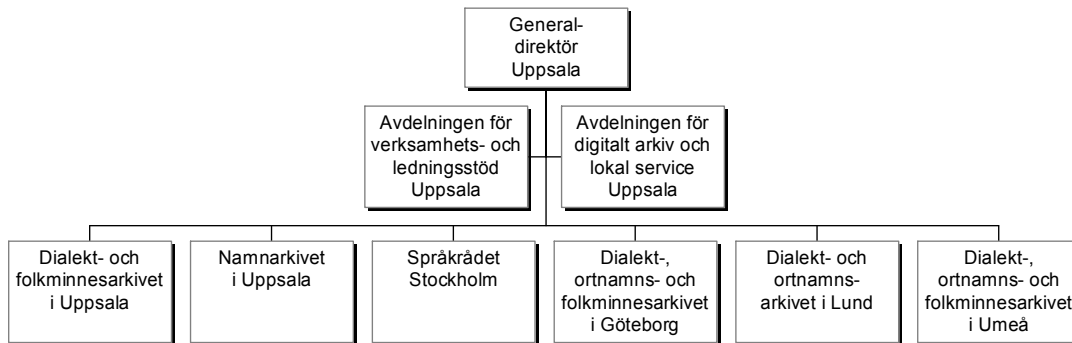 General-
direktör
Uppsala
Avdelningen för
verksamhets- och
ledningsstöd
Uppsala
Avdelningen för
digitalt arkiv och
lokal service
Uppsala
Dialekt- och
folkminnesarkivet
i Uppsala
Namnarkivet
i Uppsala
Språkrådet
Stockholm
Dialekt-,
ortnamns- och
folkminnesarkivet
i Göteborg
Dialekt- och
ortnamns-
arkivet i Lund
Dialekt-,
ortnamns- och
folkminnesarkivet
i Umeå